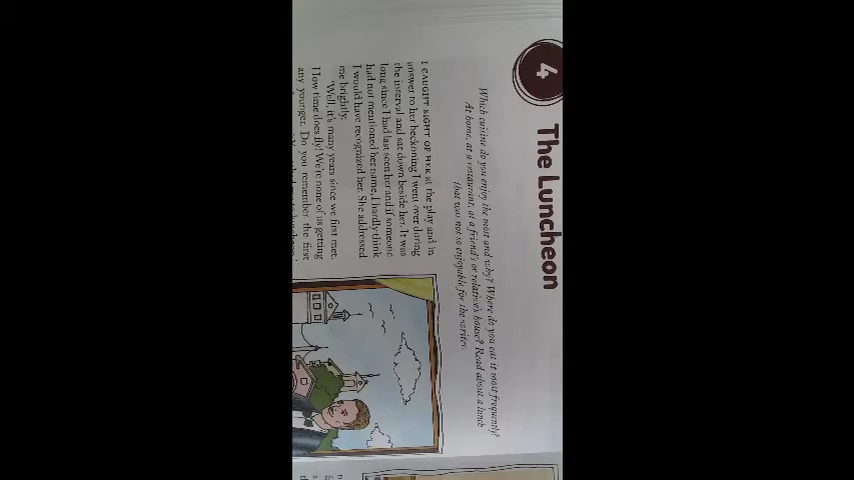 4
The Luncheon
Which cuisine do you enjoy the most and why? Where do you eat it most frequently?
At home, at a restaurant, at a friend's or relative's house? Read about a lunch
that was not so enjoyable for the writer.
I CAUGHT SIGHT OF HER at the play and in
answer to her beckoning I went over during
the interval and sat down beside her. It was
long since I had last seen her and if someone
had not mentioned her name, I hardly think
I would have recognized her. She addressed
me brightly.
'Well, it's many years since we first met.
How time does fly! We're none of us getting
any younger. Do you remember the first